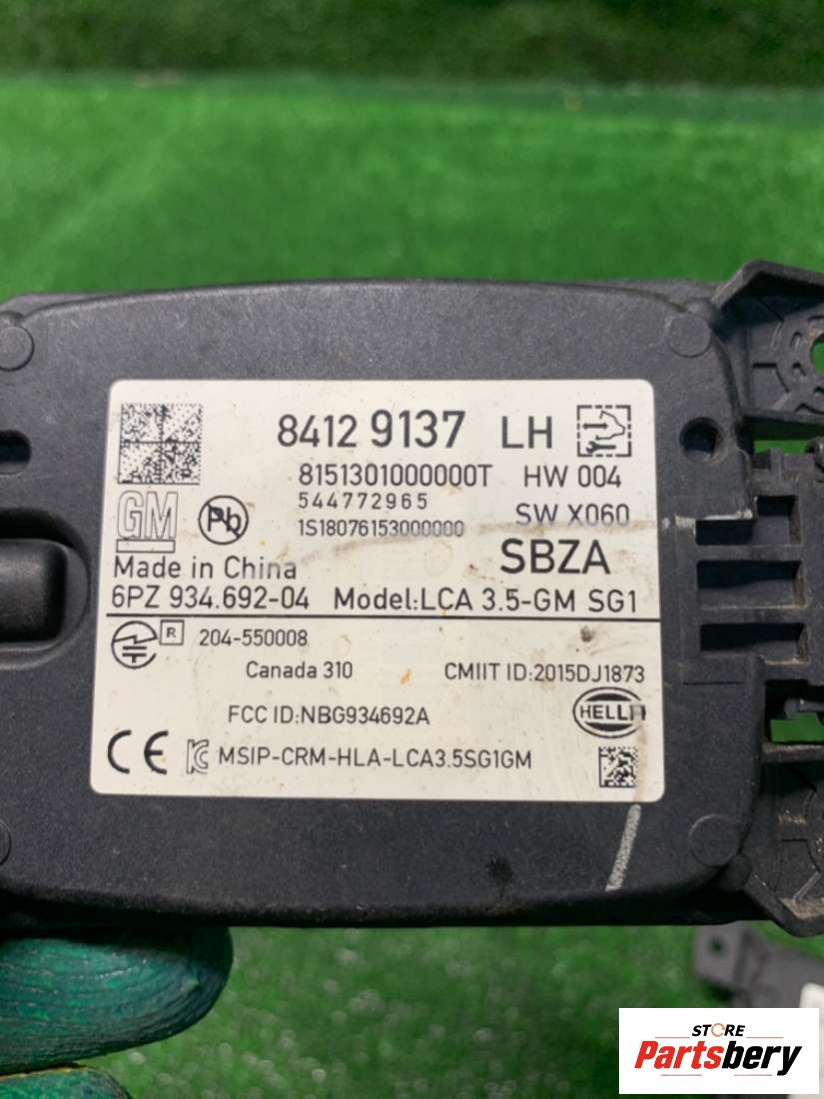 84129137 LH
8151301000000T HW 004
544772965
SW X060
GM
Pb
1S18076153000000
SBZA
Made in China
6PZ 934.692-04 Model:LCA 3.5-GM SG1
R 204-550008
Canada 310 CMIIT ID:2015DJ1873
FCC ID:NBG934692A
HELLA
CE MSIP-CRM-HLA-LCA3.5SG1GM
STORE
Partsbery